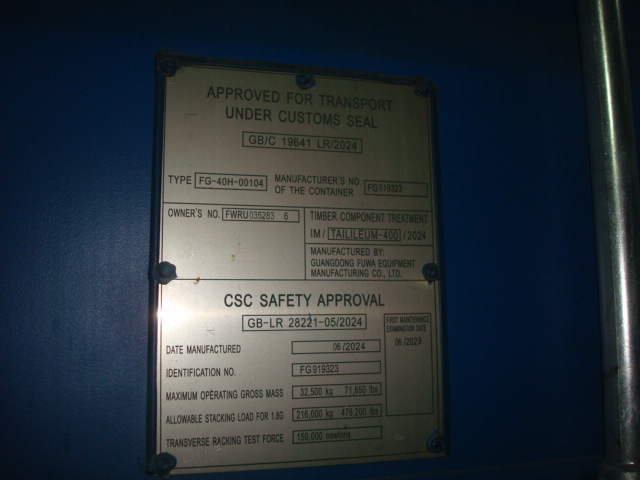 APPROVED FOR TRANSPORT
UNDER CUSTOMS SEAL
GB/C 19641 LR/2024
TYPE FG-40H-00104 MANUFACTURER'S NO. OF THE CONTAINER FG919323
OWNER'S NO. FWRU035283 6
TIMBER COMPONENT TREATMENT
IM/ TAILILEUM-400 /2024
MANUFACTURED BY:
GUANGDONG FUWA EQUIPMENT
MANUFACTURING CO., LTD.
CSC SAFETY APPROVAL
GB-LR 28221-05/2024
FIRST MAINTENANCE
EXAMINATION DATE
06/2029
DATE MANUFACTURED 06/2024
IDENTIFICATION NO. FG919323
MAXIMUM OPERATING GROSS MASS 32,500 kg 71,650 lbs
ALLOWABLE STACKING LOAD FOR 1.8G 216,000 kg 476,200 lbs
TRANSVERSE RACKING TEST FORCE 150,000 newtons